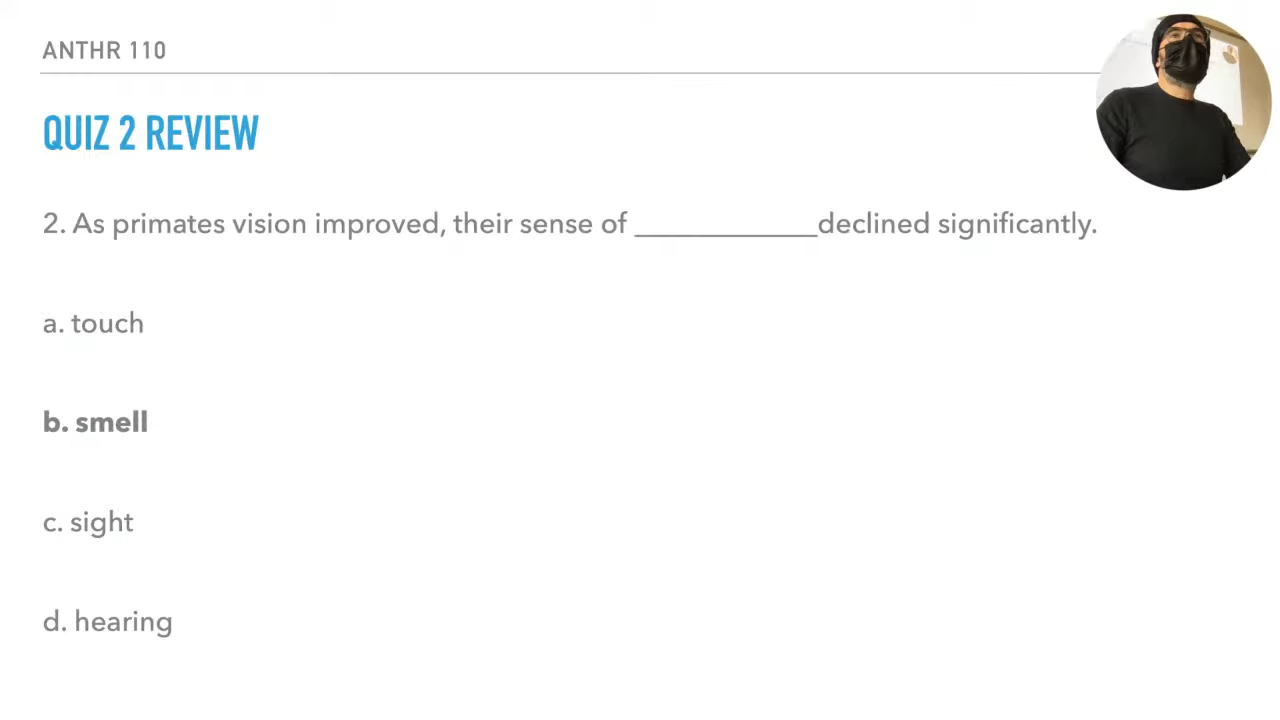 ANTHR 110
QUIZ 2 REVIEW
2. As primates vision improved, their sense of _____________declined significantly.
a. touch
b. smell
c. sight
d. hearing